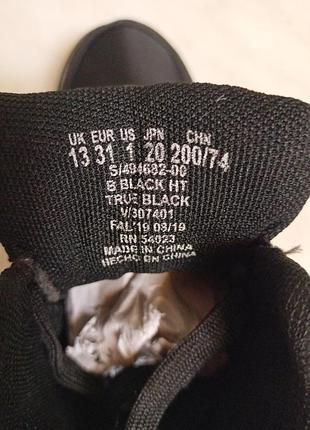 UK EUR US JPN CHN
13 31 1 20 200/74
S/494682-00
B BLACK HT
TRUE BLACK
V/307401
FAL'19 08/19
RN 54023
MADE IN CHINA
HECHO EN CHINA